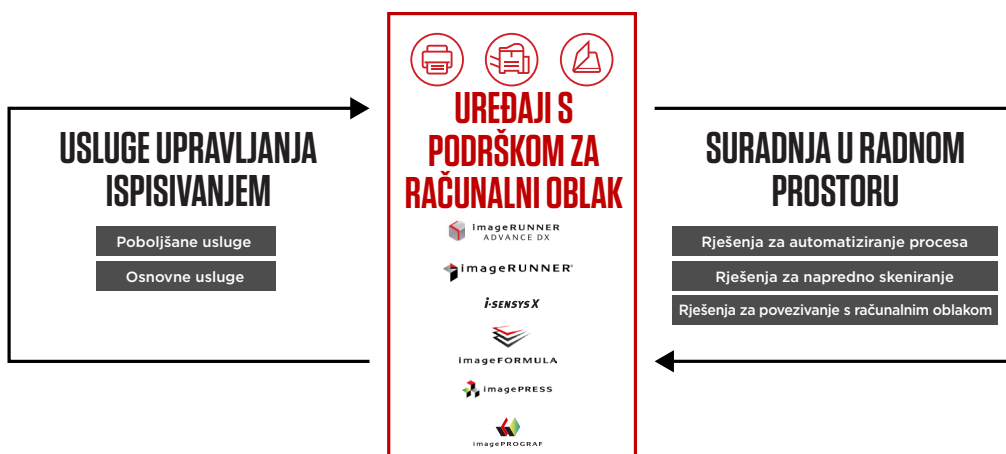 USLUGE UPRAVLJANJA
ISPISIVANJEM
Poboljšane usluge
Osnovne usluge
UREĐAJI S
PODRŠKOM ZA
RAČUNALNI OBLAK
imageRUNNER
ADVANCE DX
imageRUNNER
i-SENSYS X
imageFORMULA
imagePRESS
imagePROGRAF
SURADNJA U RADNOM
PROSTORU
Rješenja za automatiziranje procesa
Rješenja za napredno skeniranje
Rješenja za povezivanje s računalnim oblakom